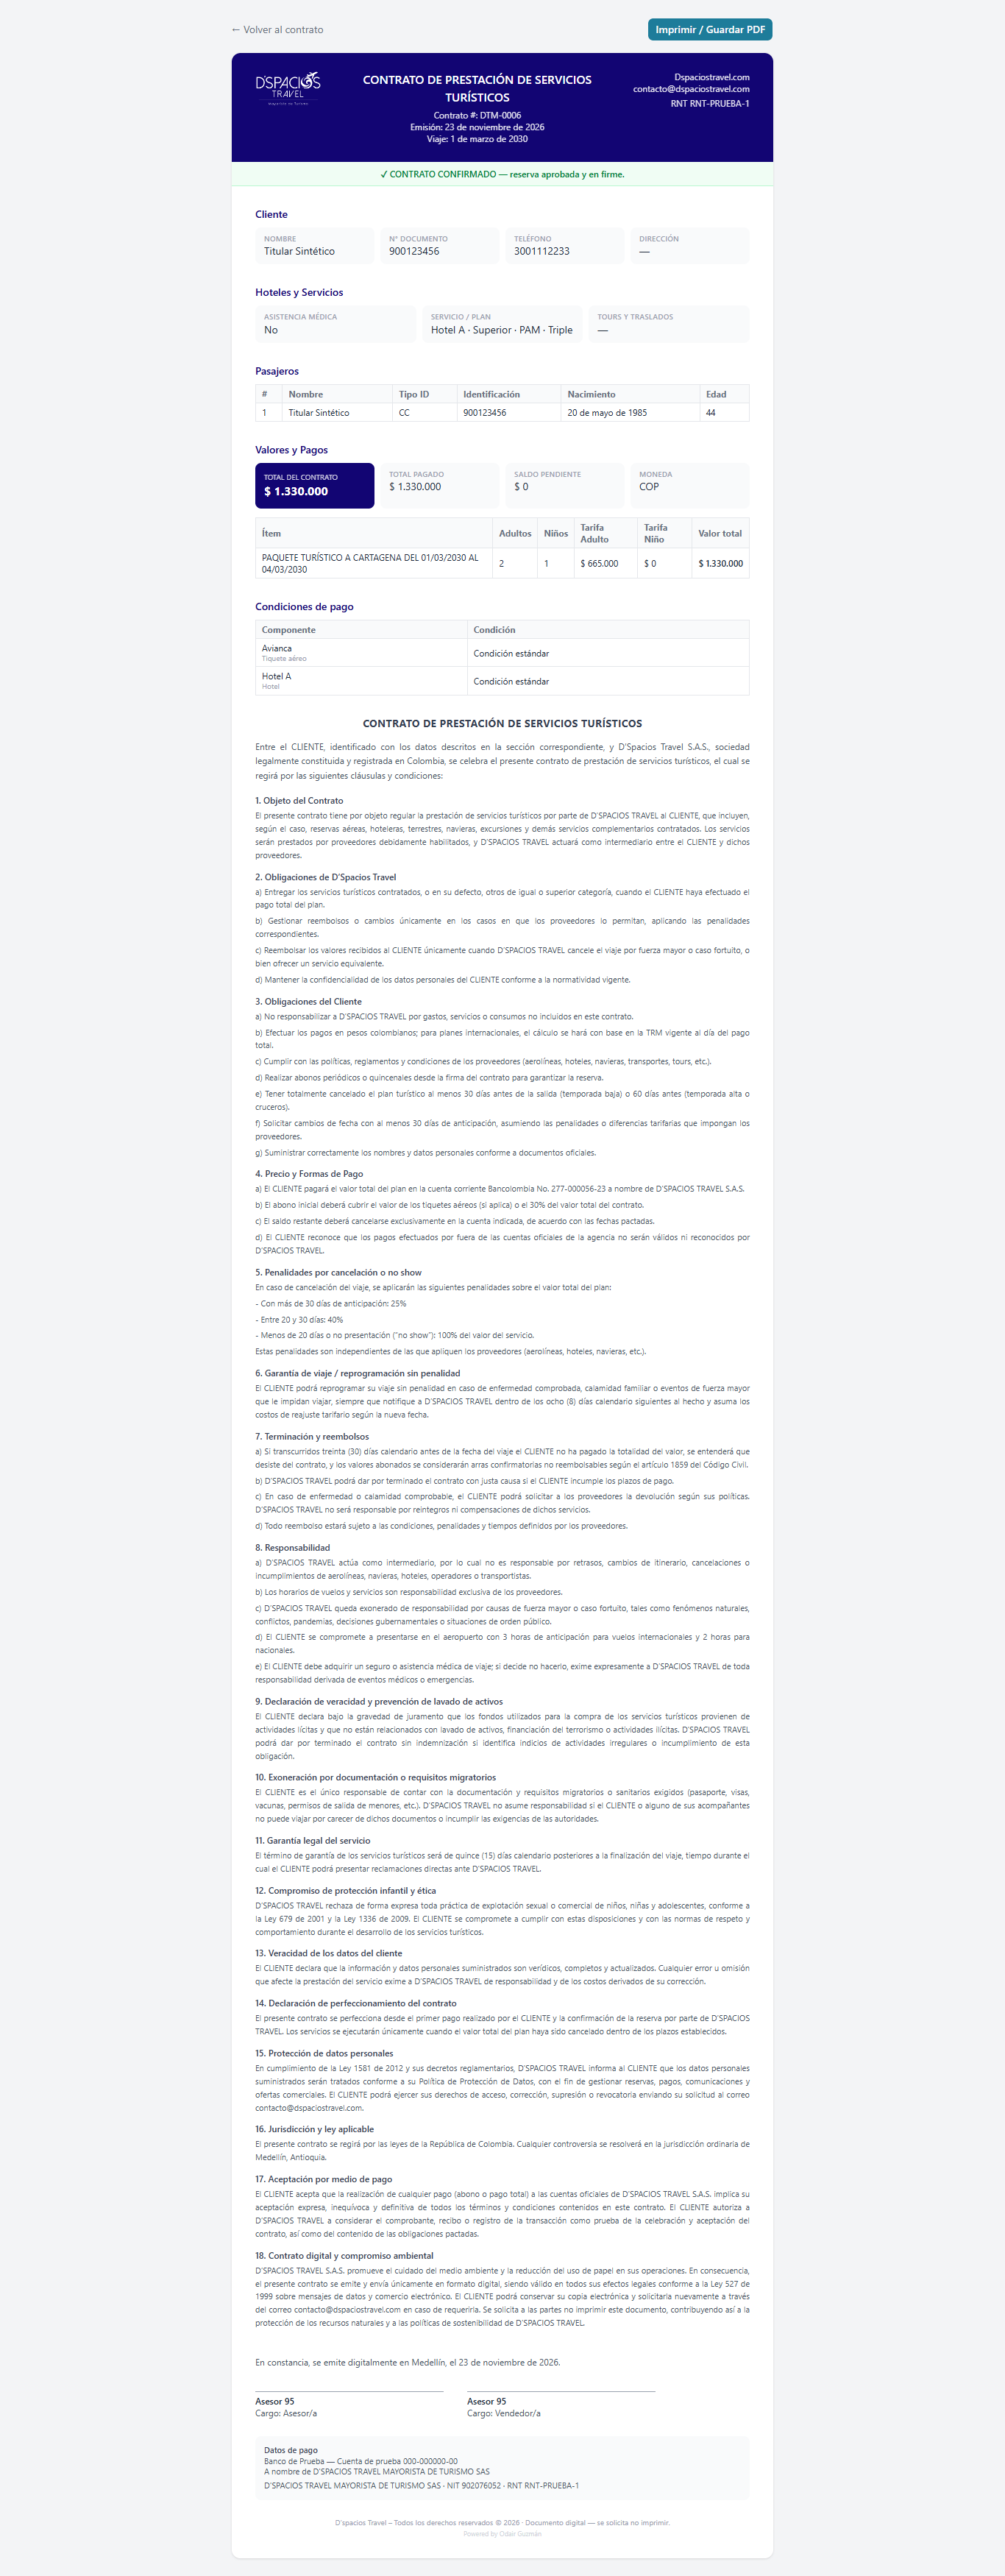 ← Volver al contrato
Imprimir / Guardar PDF
D'SPACIOS
TRAVEL
Mayorista de Turismo
CONTRATO DE PRESTACIÓN DE SERVICIOS
TURÍSTICOS
Contrato #: DTM-0006
Emisión: 23 de noviembre de 2026
Viaje: 1 de marzo de 2030
Dspaciostravel.com
contacto@dspaciostravel.com
RNT RNT-PRUEBA-1
✓ CONTRATO CONFIRMADO — reserva aprobada y en firme.
Cliente
NOMBRE
Titular Sintético
N° DOCUMENTO
900123456
TELÉFONO
3001112233
DIRECCIÓN
—
Hoteles y Servicios
ASISTENCIA MÉDICA
No
SERVICIO / PLAN
Hotel A · Superior · PAM · Triple
TOURS Y TRASLADOS
—
Pasajeros
# Nombre Tipo ID Identificación Nacimiento Edad
1 Titular Sintético CC 900123456 20 de mayo de 1985 44
Valores y Pagos
TOTAL DEL CONTRATO
$ 1.330.000
TOTAL PAGADO
$ 1.330.000
SALDO PENDIENTE
$ 0
MONEDA
COP
Ítem Adultos Niños Tarifa Adulto Tarifa Niño Valor total
PAQUETE TURÍSTICO A CARTAGENA DEL 01/03/2030 AL
04/03/2030 2 1 $ 665.000 $ 0 $ 1.330.000
Condiciones de pago
Componente Condición
Avianca
Tiquete aéreo
Condición estándar
Hotel A
Hotel
Condición estándar
CONTRATO DE PRESTACIÓN DE SERVICIOS TURÍSTICOS
Entre el CLIENTE, identificado con los datos descritos en la sección correspondiente, y D'Spacios Travel S.A.S., sociedad
legalmente constituida y registrada en Colombia, se celebra el presente contrato de prestación de servicios turísticos, el cual se
regirá por las siguientes cláusulas y condiciones:
1. Objeto del Contrato
El presente contrato tiene por objeto regular la prestación de servicios turísticos por parte de D'SPACIOS TRAVEL al CLIENTE, que incluyen,
según el caso, reservas aéreas, hoteleras, terrestres, navieras, excursiones y demás servicios complementarios contratados. Los servicios
serán prestados por proveedores debidamente habilitados, y D'SPACIOS TRAVEL actuará como intermediario entre el CLIENTE y dichos
proveedores.
2. Obligaciones de D'Spacios Travel
a) Entregar los servicios turísticos contratados, o en su defecto, otros de igual o superior categoría, cuando el CLIENTE haya efectuado el
pago total del plan.
b) Gestionar reembolsos o cambios únicamente en los casos en que los proveedores lo permitan, aplicando las penalidades
correspondientes.
c) Reembolsar los valores recibidos al CLIENTE únicamente cuando D'SPACIOS TRAVEL cancele el viaje por fuerza mayor o caso fortuito, o
bien ofrecer un servicio equivalente.
d) Mantener la confidencialidad de los datos personales del CLIENTE conforme a la normatividad vigente.
3. Obligaciones del Cliente
a) No responsabilizar a D'SPACIOS TRAVEL por gastos, servicios o consumos no incluidos en este contrato.
b) Efectuar los pagos en pesos colombianos; para planes internacionales, el cálculo se hará con base en la TRM vigente al día del pago
total.
c) Cumplir con las políticas, reglamentos y condiciones de los proveedores (aerolíneas, hoteles, navieras, transportes, tours, etc.).
d) Realizar abonos periódicos o quincenales desde la firma del contrato para garantizar la reserva.
e) Tener totalmente cancelado el plan turístico al menos 30 días antes de la salida (temporada baja) o 60 días antes (temporada alta o
cruceros).
f) Solicitar cambios de fecha con al menos 30 días de anticipación, asumiendo las penalidades o diferencias tarifarias que impongan los
proveedores.
g) Suministrar correctamente los nombres y datos personales conforme a documentos oficiales.
4. Precio y Formas de Pago
a) El CLIENTE pagará el valor total del plan en la cuenta corriente Bancolombia No. 277-000056-23 a nombre de D'SPACIOS TRAVEL S.A.S.
b) El abono inicial deberá cubrir el valor de los tiquetes aéreos (si aplica) o el 30% del valor total del contrato.
c) El saldo restante deberá cancelarse exclusivamente en la cuenta indicada, de acuerdo con las fechas pactadas.
d) El CLIENTE reconoce que los pagos efectuados por fuera de las cuentas oficiales de la agencia no serán válidos ni reconocidos por
D'SPACIOS TRAVEL.
5. Penalidades por cancelación o no show
En caso de cancelación del viaje, se aplicarán las siguientes penalidades sobre el valor total del plan:
- Con más de 30 días de anticipación: 25%
- Entre 20 y 30 días: 40%
- Menos de 20 días o no presentación ("no show"): 100% del valor del servicio.
Estas penalidades son independientes de las que apliquen los proveedores (aerolíneas, hoteles, navieras, etc.).
6. Garantía de viaje / reprogramación sin penalidad
El CLIENTE podrá reprogramar su viaje sin penalidad en caso de enfermedad comprobada, calamidad familiar o eventos de fuerza mayor
que le impidan viajar, siempre que notifique a D'SPACIOS TRAVEL dentro de los ocho (8) días calendario siguientes al hecho y asuma los
costos de reajuste tarifario según la nueva fecha.
7. Terminación y reembolsos
a) Si transcurridos treinta (30) días calendario antes de la fecha del viaje el CLIENTE no ha pagado la totalidad del valor, se entenderá que
desiste del contrato, y los valores abonados se considerarán arras confirmatorias no reembolsables según el artículo 1859 del Código Civil.
b) D'SPACIOS TRAVEL podrá dar por terminado el contrato con justa causa si el CLIENTE incumple los plazos de pago.
c) En caso de enfermedad o calamidad comprobable, el CLIENTE podrá solicitar a los proveedores la devolución según sus políticas.
D'SPACIOS TRAVEL no será responsable por reintegros ni compensaciones de dichos servicios.
d) Todo reembolso estará sujeto a las condiciones, penalidades y tiempos definidos por los proveedores.
8. Responsabilidad
a) D'SPACIOS TRAVEL actúa como intermediario, por lo cual no es responsable por retrasos, cambios de itinerario, cancelaciones o
incumplimientos de aerolíneas, navieras, hoteles, operadores o transportistas.
b) Los horarios de vuelos y servicios son responsabilidad exclusiva de los proveedores.
c) D'SPACIOS TRAVEL queda exonerado de responsabilidad por causas de fuerza mayor o caso fortuito, tales como fenómenos naturales,
conflictos, pandemias, decisiones gubernamentales o situaciones de orden público.
d) El CLIENTE se compromete a presentarse en el aeropuerto con 3 horas de anticipación para vuelos internacionales y 2 horas para
nacionales.
e) El CLIENTE debe adquirir un seguro o asistencia médica de viaje; si decide no hacerlo, exime expresamente a D'SPACIOS TRAVEL de toda
responsabilidad derivada de eventos médicos o emergencias.
9. Declaración de veracidad y prevención de lavado de activos
El CLIENTE declara bajo la gravedad de juramento que los fondos utilizados para la compra de los servicios turísticos provienen de
actividades lícitas y que no están relacionados con lavado de activos, financiación del terrorismo o actividades ilícitas. D'SPACIOS TRAVEL
podrá dar por terminado el contrato sin indemnización si identifica indicios de actividades irregulares o incumplimiento de esta
obligación.
10. Exoneración por documentación o requisitos migratorios
El CLIENTE es el único responsable de contar con la documentación y requisitos migratorios o sanitarios exigidos (pasaporte, visas,
vacunas, permisos de salida de menores, etc.). D'SPACIOS TRAVEL no asume responsabilidad si el CLIENTE o alguno de sus acompañantes
no puede viajar por carecer de dichos documentos o incumplir las exigencias de las autoridades.
11. Garantía legal del servicio
El término de garantía de los servicios turísticos será de quince (15) días calendario posteriores a la finalización del viaje, tiempo durante el
cual el CLIENTE podrá presentar reclamaciones directas ante D'SPACIOS TRAVEL.
12. Compromiso de protección infantil y ética
D'SPACIOS TRAVEL rechaza de forma expresa toda práctica de explotación sexual o comercial de niños, niñas y adolescentes, conforme a
la Ley 679 de 2001 y la Ley 1336 de 2009. El CLIENTE se compromete a cumplir con estas disposiciones y con las normas de respeto y
comportamiento durante el desarrollo de los servicios turísticos.
13. Veracidad de los datos del cliente
El CLIENTE declara que la información y datos personales suministrados son verídicos, completos y actualizados. Cualquier error u omisión
que afecte la prestación del servicio exime a D'SPACIOS TRAVEL de responsabilidad y de los costos derivados de su corrección.
14. Declaración de perfeccionamiento del contrato
El presente contrato se perfecciona desde el primer pago realizado por el CLIENTE y la confirmación de la reserva por parte de D'SPACIOS
TRAVEL. Los servicios se ejecutarán únicamente cuando el valor total del plan haya sido cancelado dentro de los plazos establecidos.
15. Protección de datos personales
En cumplimiento de la Ley 1581 de 2012 y sus decretos reglamentarios, D'SPACIOS TRAVEL informa al CLIENTE que los datos personales
suministrados serán tratados conforme a su Política de Protección de Datos, con el fin de gestionar reservas, pagos, comunicaciones y
ofertas comerciales. El CLIENTE podrá ejercer sus derechos de acceso, corrección, supresión o revocatoria enviando su solicitud al correo
contacto@dspaciostravel.com.
16. Jurisdicción y ley aplicable
El presente contrato se regirá por las leyes de la República de Colombia. Cualquier controversia se resolverá en la jurisdicción ordinaria de
Medellín, Antioquia.
17. Aceptación por medio de pago
El CLIENTE acepta que la realización de cualquier pago (abono o pago total) a las cuentas oficiales de D'SPACIOS TRAVEL S.A.S. implica su
aceptación expresa, inequívoca y definitiva de todos los términos y condiciones contenidos en este contrato. El CLIENTE autoriza a
D'SPACIOS TRAVEL a considerar el comprobante, recibo o registro de la transacción como prueba de la celebración y aceptación del
contrato, así como del contenido de las obligaciones pactadas.
18. Contrato digital y compromiso ambiental
D'SPACIOS TRAVEL S.A.S. promueve el cuidado del medio ambiente y la reducción del uso de papel en sus operaciones. En consecuencia,
el presente contrato se emite y envía únicamente en formato digital, siendo válido en todos sus efectos legales conforme a la Ley 527 de
1999 sobre mensajes de datos y comercio electrónico. El CLIENTE podrá conservar su copia electrónica y solicitarla nuevamente a través
del correo contacto@dspaciostravel.com en caso de requerirla. Se solicita a las partes no imprimir este documento, contribuyendo así a la
protección de los recursos naturales y a las políticas de sostenibilidad de D'SPACIOS TRAVEL.
En constancia, se emite digitalmente en Medellín, el 23 de noviembre de 2026.
Asesor 95
Cargo: Asesor/a
Asesor 95
Cargo: Vendedor/a
Datos de pago
Banco de Prueba — Cuenta de prueba 000-000000-00
A nombre de D'SPACIOS TRAVEL MAYORISTA DE TURISMO SAS
D'SPACIOS TRAVEL MAYORISTA DE TURISMO SAS · NIT 902076052 · RNT RNT-PRUEBA-1
D'spacios Travel – Todos los derechos reservados © 2026 · Documento digital — se solicita no imprimir.
Powered by Odair Guzmán